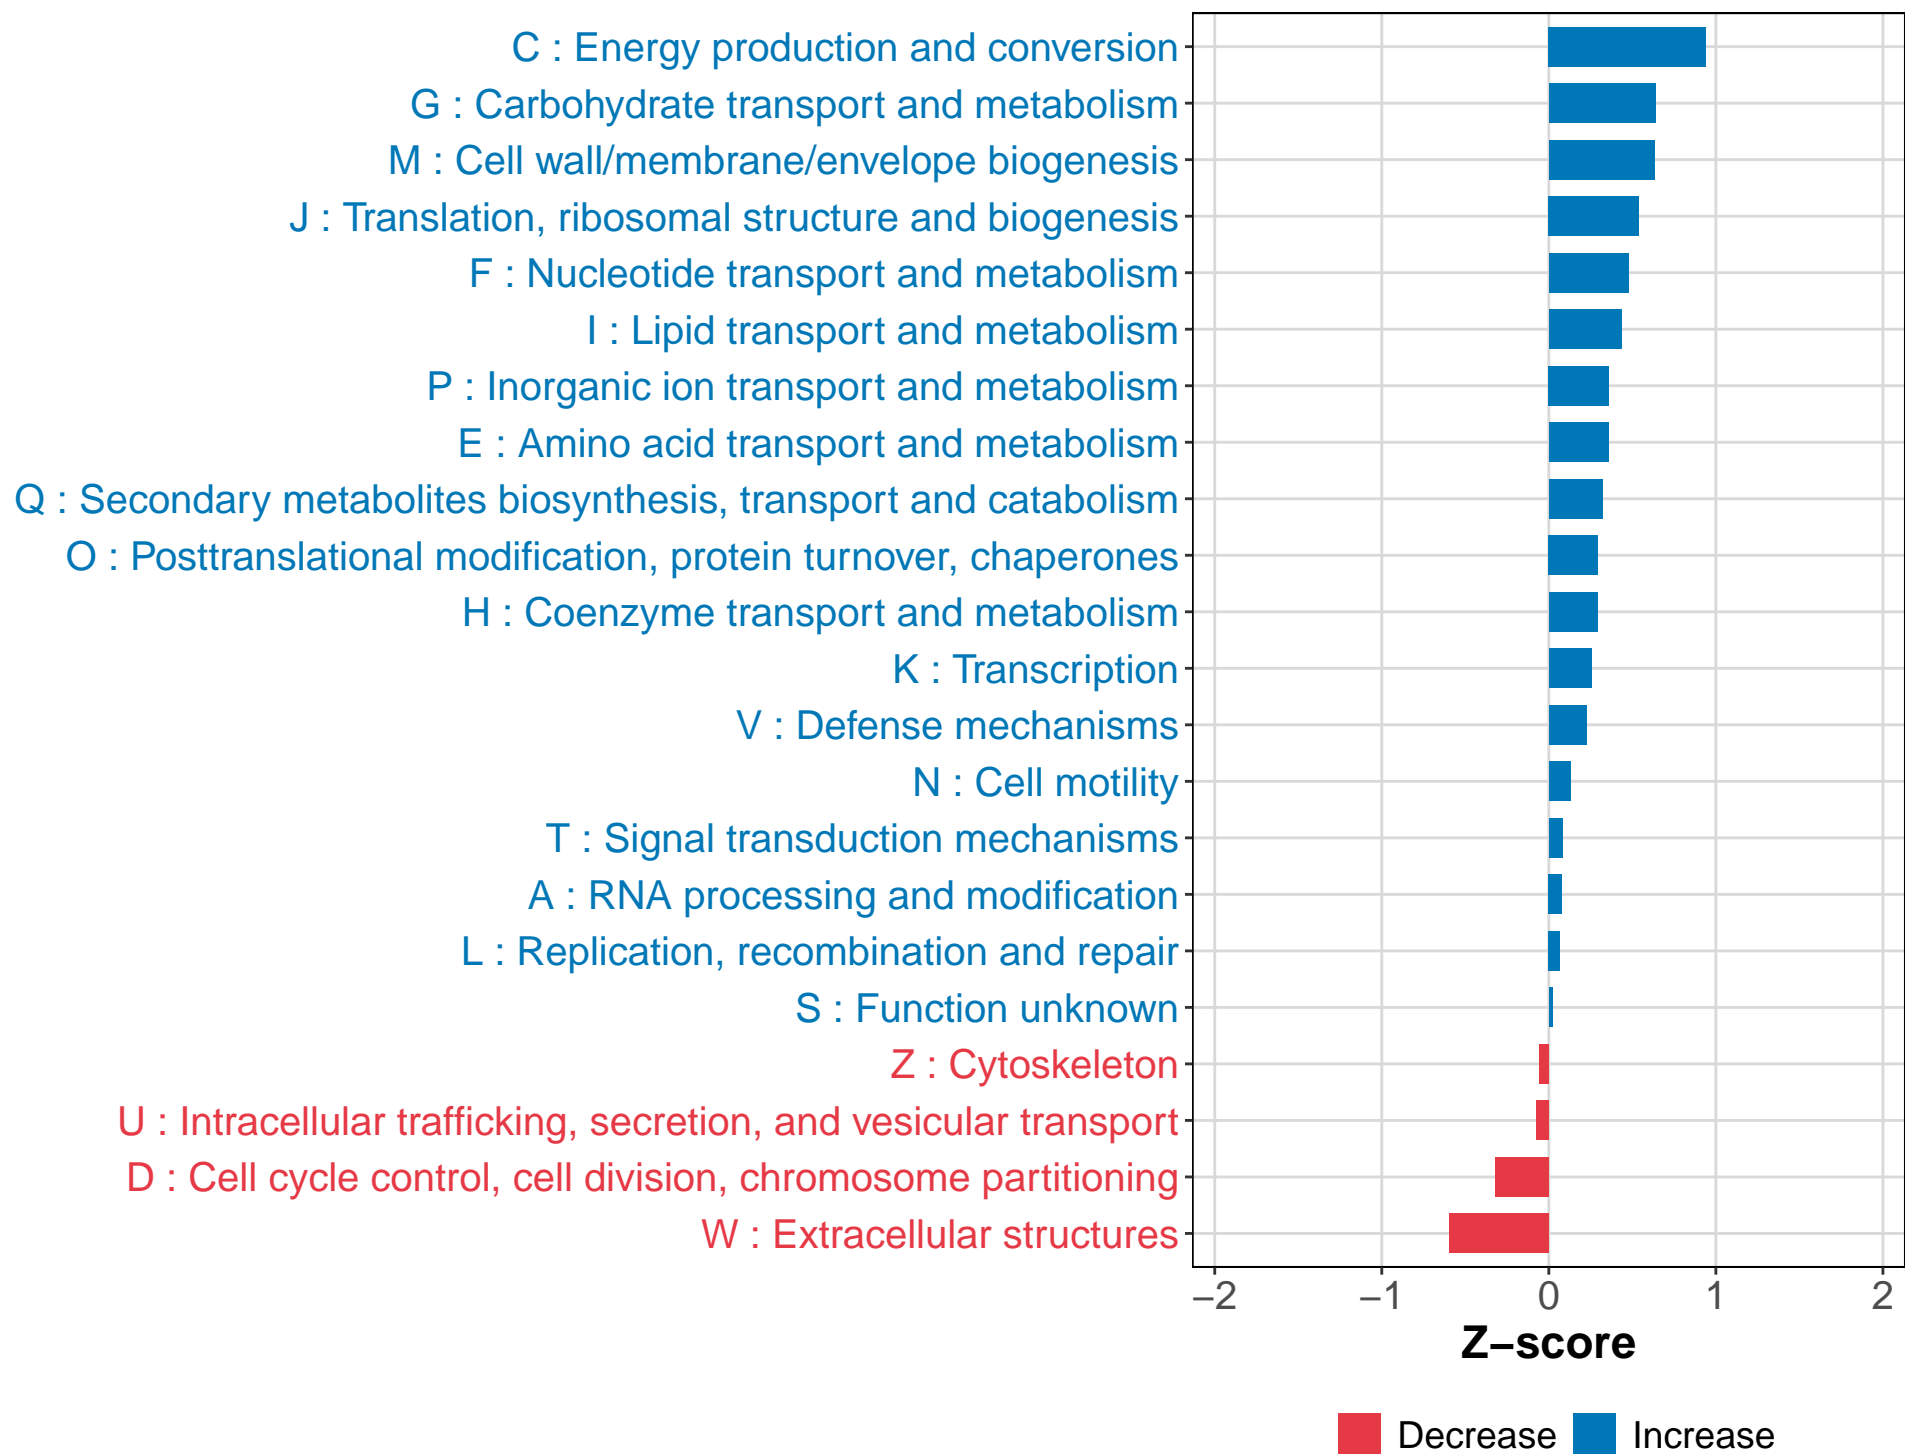 C : Energy production and conversion
G : Carbohydrate transport and metabolism
M : Cell wall/membrane/envelope biogenesis
J : Translation, ribosomal structure and biogenesis
F : Nucleotide transport and metabolism
I : Lipid transport and metabolism
P : Inorganic ion transport and metabolism
E : Amino acid transport and metabolism
Q : Secondary metabolites biosynthesis, transport and catabolism
O : Posttranslational modification, protein turnover, chaperones
H : Coenzyme transport and metabolism
K : Transcription
V : Defense mechanisms
N : Cell motility
T : Signal transduction mechanisms
A : RNA processing and modification
L : Replication, recombination and repair
S : Function unknown
Z : Cytoskeleton
U : Intracellular trafficking, secretion, and vesicular transport
D : Cell cycle control, cell division, chromosome partitioning
W : Extracellular structures
−2 −1 0 1 2
Z−score
Decrease Increase